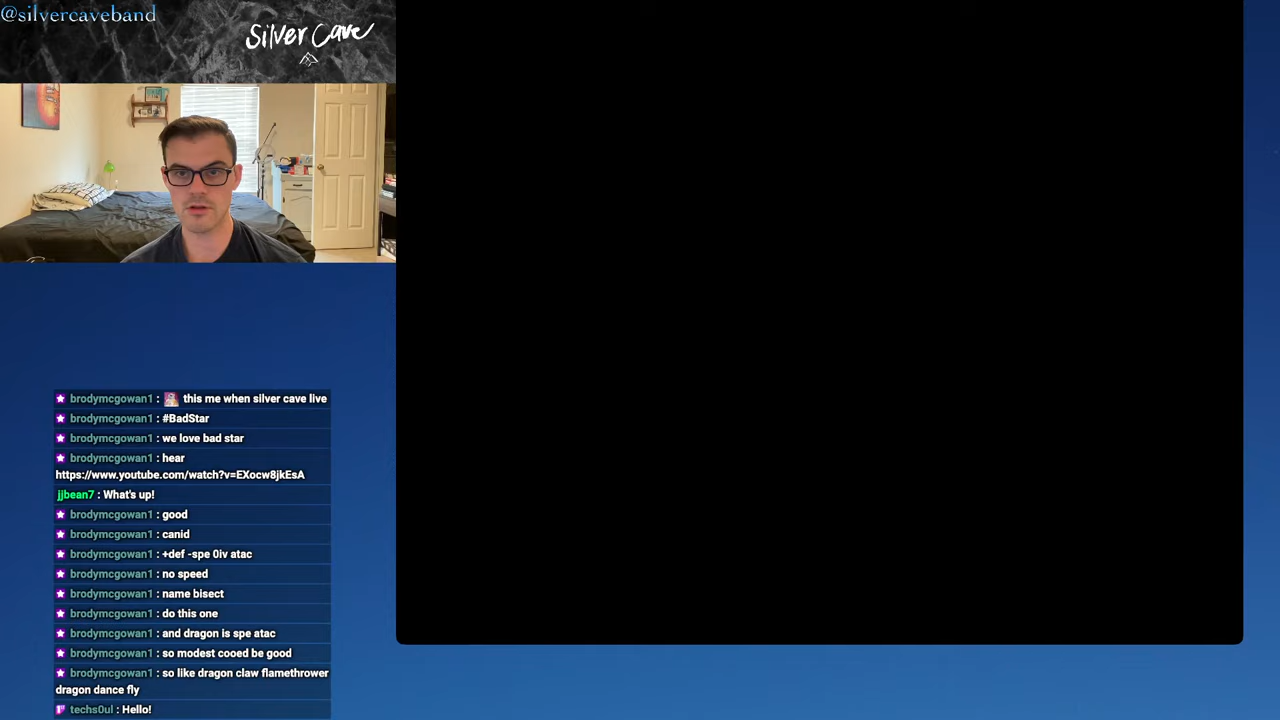 @silvercaveband
Silver Cave
brodymcgowan1 : this me when silver cave live
brodymcgowan1 : #BadStar
brodymcgowan1 : we love bad star
brodymcgowan1 : hear
https://www.youtube.com/watch?v=EXocw8jkEsA
jjbean7 : What's up!
brodymcgowan1 : good
brodymcgowan1 : canid
brodymcgowan1 : +def -spe 0iv atac
brodymcgowan1 : no speed
brodymcgowan1 : name bisect
brodymcgowan1 : do this one
brodymcgowan1 : and dragon is spe atac
brodymcgowan1 : so modest cooed be good
brodymcgowan1 : so like dragon claw flamethrower
dragon dance fly
techs0ul : Hello!